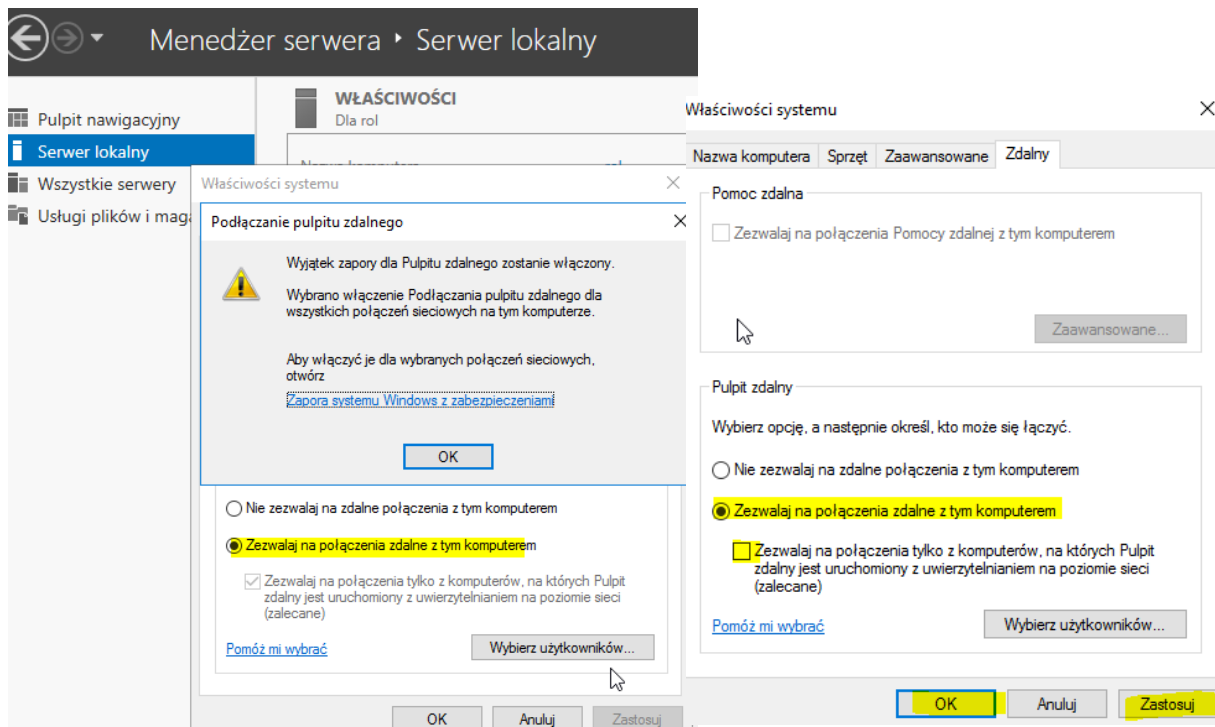 Menedżer serwera ‣ Serwer lokalny
Pulpit nawigacyjny
Serwer lokalny
Wszystkie serwery
Usługi plików i maga
WŁAŚCIWOŚCI
Dla rol
Właściwości systemu
Podłączanie pulpitu zdalnego
Wyjątek zapory dla Pulpitu zdalnego zostanie włączony.
Wybrano włączenie Podłączania pulpitu zdalnego dla
wszystkich połączeń sieciowych na tym komputerze.
Aby włączyć je dla wybranych połączeń sieciowych,
otwórz
Zapora systemu Windows z zabezpieczeniami
OK
Nie zezwalaj na zdalne połączenia z tym komputerem
Zezwalaj na połączenia zdalne z tym komputerem
Zezwalaj na połączenia tylko z komputerów, na których Pulpit
zdalny jest uruchomiony z uwierzytelnianiem na poziomie sieci
(zalecane)
Pomóż mi wybrać
Wybierz użytkowników...
OK
Anuluj
Zastosuj
Właściwości systemu
Nazwa komputera
Sprzęt
Zaawansowane
Zdalny
Pomoc zdalna
Zezwalaj na połączenia Pomocy zdalnej z tym komputerem
Zaawansowane...
Pulpit zdalny
Wybierz opcję, a następnie określ, kto może się łączyć.
Nie zezwalaj na zdalne połączenia z tym komputerem
Zezwalaj na połączenia zdalne z tym komputerem
Zezwalaj na połączenia tylko z komputerów, na których Pulpit
zdalny jest uruchomiony z uwierzytelnianiem na poziomie sieci
(zalecane)
Pomóż mi wybrać
Wybierz użytkowników...
OK
Anuluj
Zastosuj